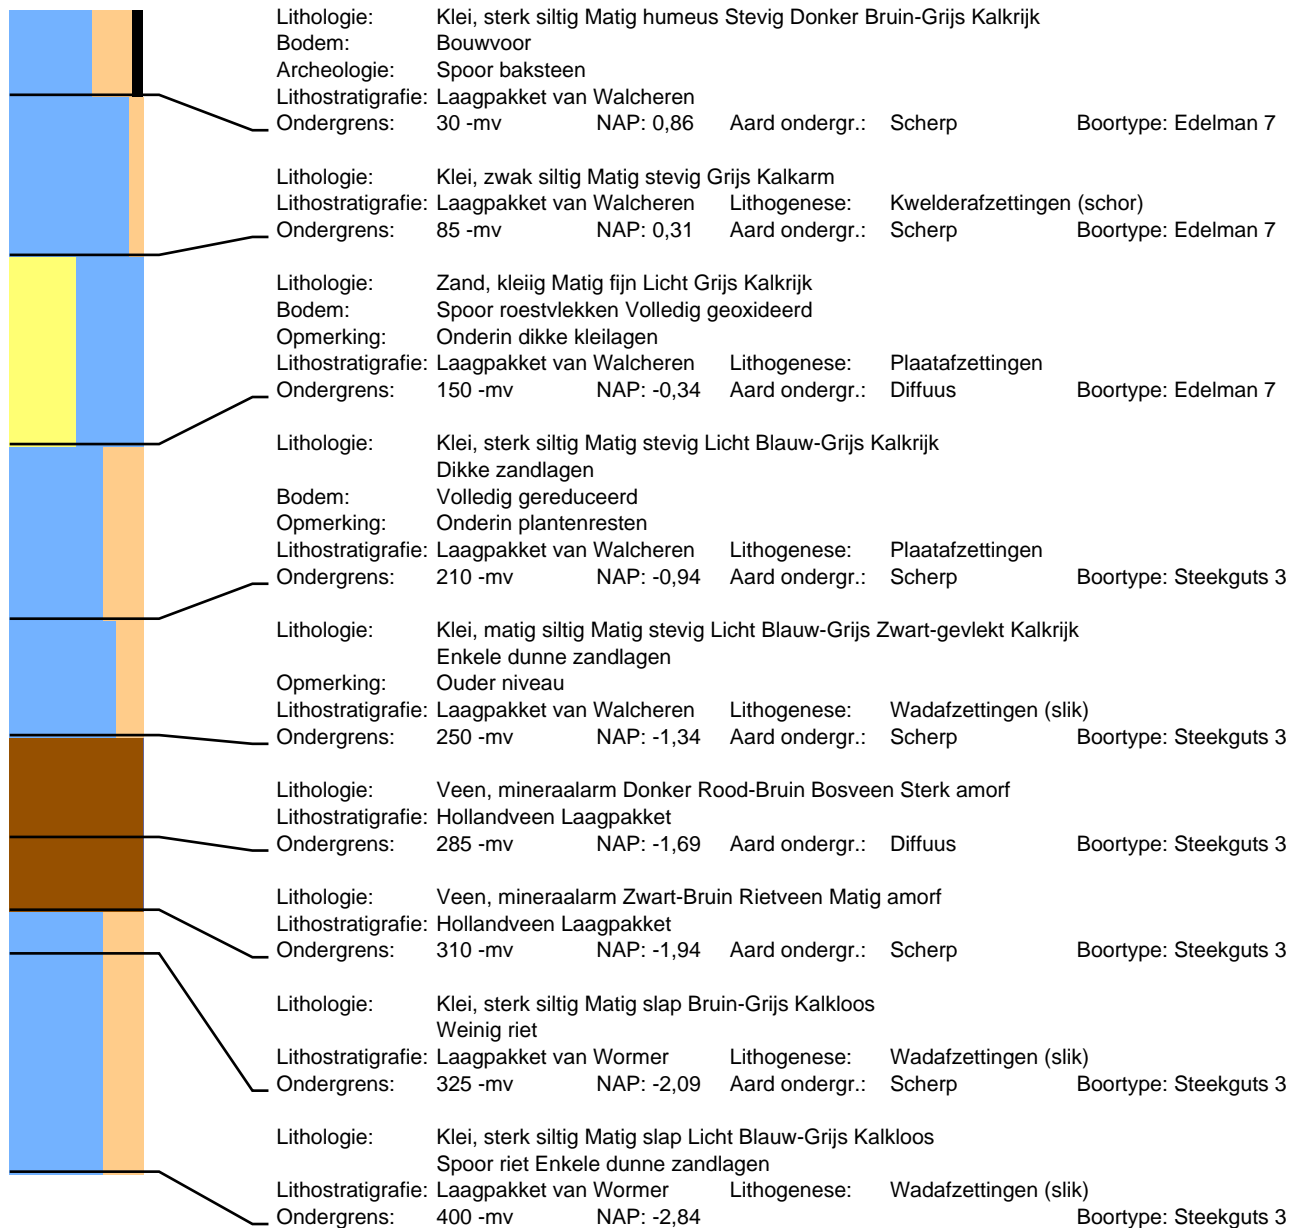 Lithologie: Klei, sterk siltig Matig humeus Stevig Donker Bruin-Grijs Kalkrijk
Bodem: Bouwvoor
Archeologie: Spoor baksteen
Lithostratigrafie: Laagpakket van Walcheren
Ondergrens: 30 -mv NAP: 0,86 Aard ondergr.: Scherp Boortype: Edelman 7
Lithologie: Klei, zwak siltig Matig stevig Grijs Kalkarm
Lithostratigrafie: Laagpakket van Walcheren Lithogenese: Kwelderafzettingen (schor)
Ondergrens: 85 -mv NAP: 0,31 Aard ondergr.: Scherp Boortype: Edelman 7
Lithologie: Zand, kleiig Matig fijn Licht Grijs Kalkrijk
Bodem: Spoor roestvlekken Volledig geoxideerd
Opmerking: Onderin dikke kleilagen
Lithostratigrafie: Laagpakket van Walcheren Lithogenese: Plaatafzettingen
Ondergrens: 150 -mv NAP: -0,34 Aard ondergr.: Diffuus Boortype: Edelman 7
Lithologie: Klei, sterk siltig Matig stevig Licht Blauw-Grijs Kalkrijk
Dikke zandlagen
Bodem: Volledig gereduceerd
Opmerking: Onderin plantenresten
Lithostratigrafie: Laagpakket van Walcheren Lithogenese: Plaatafzettingen
Ondergrens: 210 -mv NAP: -0,94 Aard ondergr.: Scherp Boortype: Steekguts 3
Lithologie: Klei, matig siltig Matig stevig Licht Blauw-Grijs Zwart-gevlekt Kalkrijk
Enkele dunne zandlagen
Opmerking: Ouder niveau
Lithostratigrafie: Laagpakket van Walcheren Lithogenese: Wadafzettingen (slik)
Ondergrens: 250 -mv NAP: -1,34 Aard ondergr.: Scherp Boortype: Steekguts 3
Lithologie: Veen, mineraalarm Donker Rood-Bruin Bosveen Sterk amorf
Lithostratigrafie: Hollandveen Laagpakket
Ondergrens: 285 -mv NAP: -1,69 Aard ondergr.: Diffuus Boortype: Steekguts 3
Lithologie: Veen, mineraalarm Zwart-Bruin Rietveen Matig amorf
Lithostratigrafie: Hollandveen Laagpakket
Ondergrens: 310 -mv NAP: -1,94 Aard ondergr.: Scherp Boortype: Steekguts 3
Lithologie: Klei, sterk siltig Matig slap Bruin-Grijs Kalkloos
Weinig riet
Lithostratigrafie: Laagpakket van Wormer Lithogenese: Wadafzettingen (slik)
Ondergrens: 325 -mv NAP: -2,09 Aard ondergr.: Scherp Boortype: Steekguts 3
Lithologie: Klei, sterk siltig Matig slap Licht Blauw-Grijs Kalkloos
Spoor riet Enkele dunne zandlagen
Lithostratigrafie: Laagpakket van Wormer Lithogenese: Wadafzettingen (slik)
Ondergrens: 400 -mv NAP: -2,84 Boortype: Steekguts 3